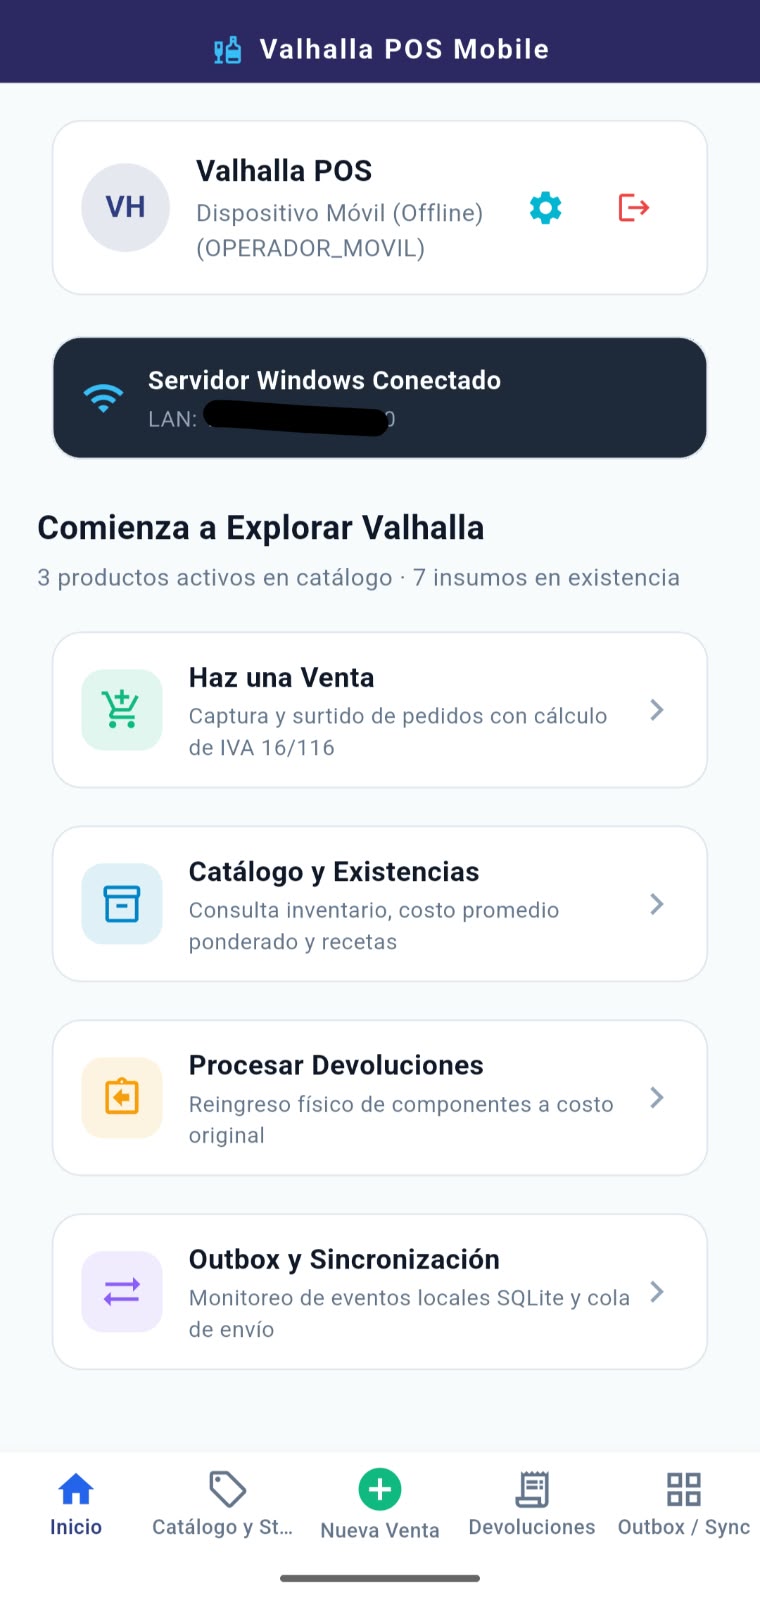 Valhalla POS Mobile
VH
Valhalla POS
Dispositivo Móvil (Offline)
(OPERADOR_MOVIL)
Servidor Windows Conectado
LAN:
Comienza a Explorar Valhalla
3 productos activos en catálogo · 7 insumos en existencia
Haz una Venta
Captura y surtido de pedidos con cálculo
de IVA 16/116
Catálogo y Existencias
Consulta inventario, costo promedio
ponderado y recetas
Procesar Devoluciones
Reingreso físico de componentes a costo
original
Outbox y Sincronización
Monitoreo de eventos locales SQLite y cola
de envío
Inicio
Catálogo y St...
Nueva Venta
Devoluciones
Outbox / Sync